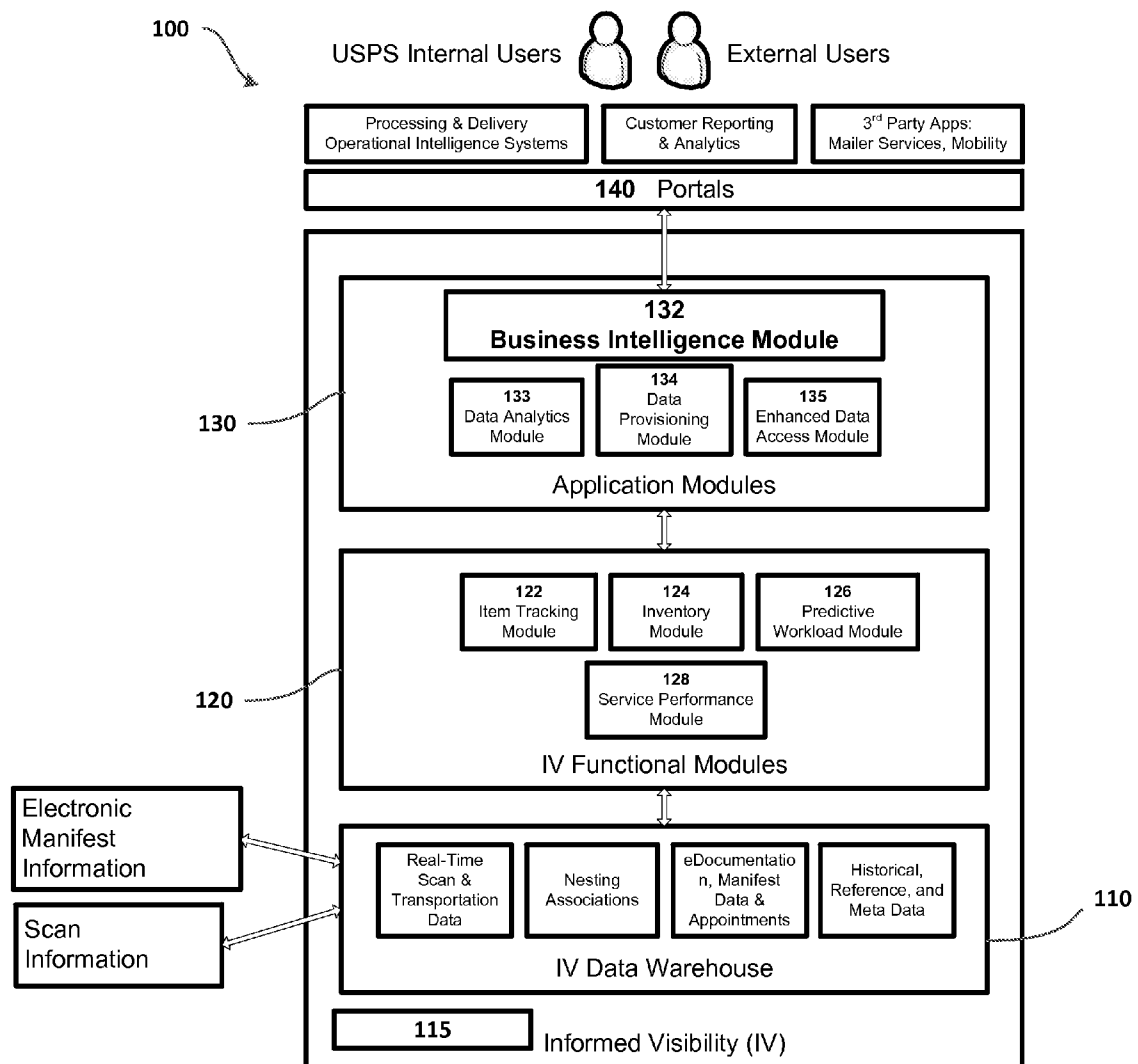 100
USPS Internal Users
External Users
Processing & Delivery
Operational Intelligence Systems
Customer Reporting
& Analytics
3rd Party Apps:
Mailer Services, Mobility
140 Portals
132
Business Intelligence Module
133
Data Analytics
Module
134
Data
Provisioning
Module
135
Enhanced Data
Access Module
130
Application Modules
122
Item Tracking
Module
124
Inventory
Module
126
Predictive
Workload Module
128
Service Performance
Module
120
IV Functional Modules
Electronic
Manifest
Information
Scan
Information
Real-Time
Scan &
Transportation
Data
Nesting
Associations
eDocumentatio
n, Manifest
Data &
Appointments
Historical,
Reference, and
Meta Data
110
IV Data Warehouse
115
Informed Visibility (IV)